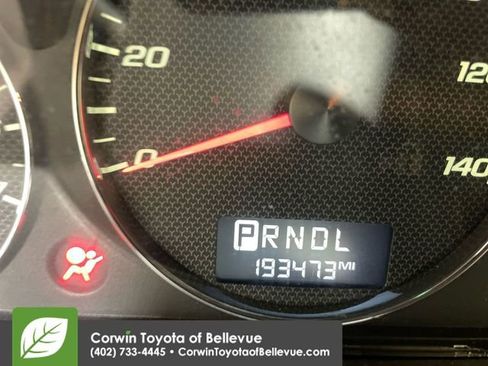 20
0
120
140
PRNDL
193473 MI
Corwin Toyota of Bellevue
(402) 733-4445 • CorwinToyotaofBellevue.com